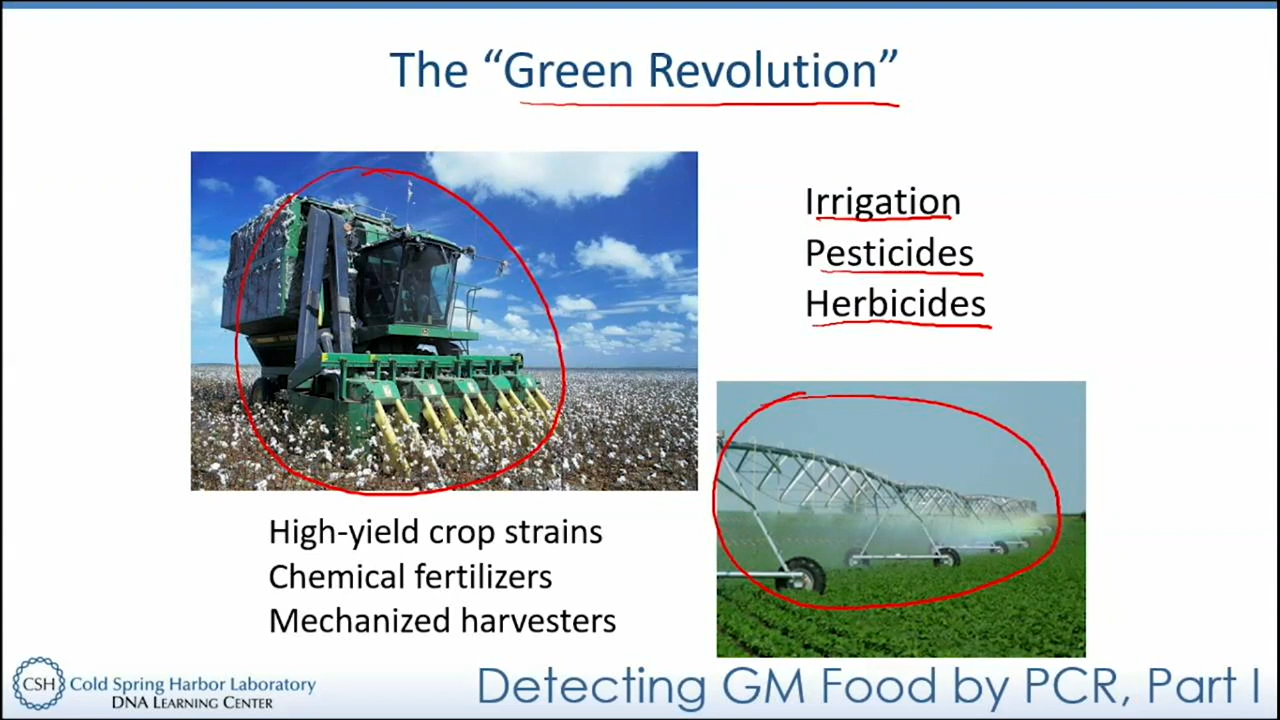 The “Green Revolution”
Irrigation
Pesticides
Herbicides
High-yield crop strains
Chemical fertilizers
Mechanized harvesters
CSH Cold Spring Harbor Laboratory
DNA LEARNING CENTER
Detecting GM Food by PCR, Part I